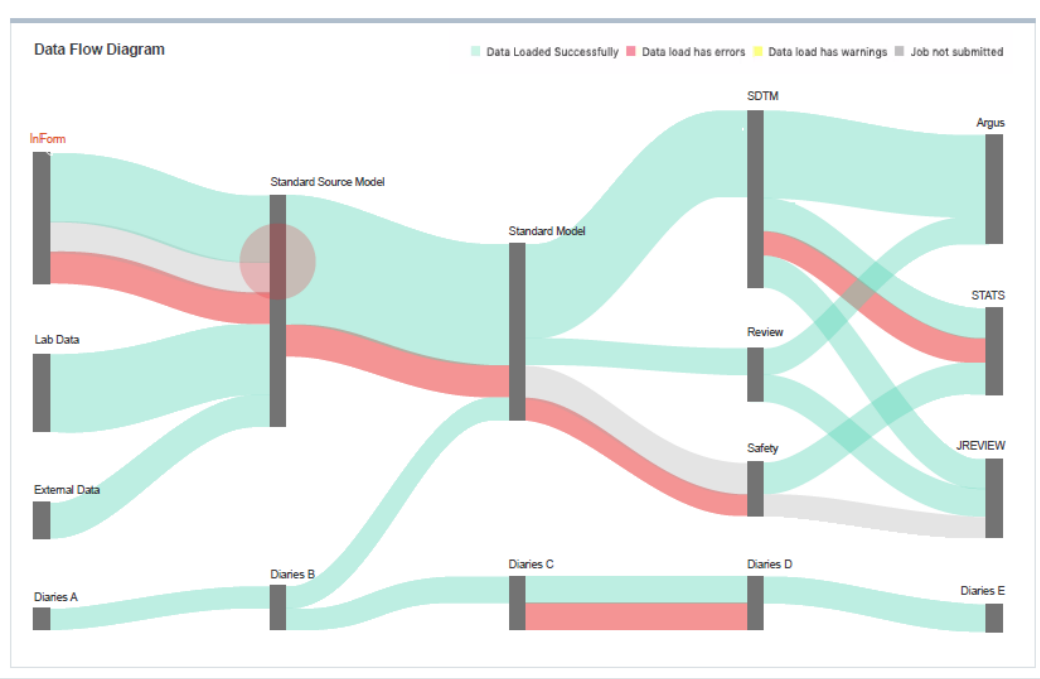 Data Flow Diagram
Data Loaded Successfully Data load has errors Data load has warnings Job not submitted
SDTM
Argus
InForm
Standard Source Model
Standard Model
STATS
Review
Lab Data
JREVIEW
Safety
External Data
Diaries C
Diaries D
Diaries B
Diaries E
Diaries A